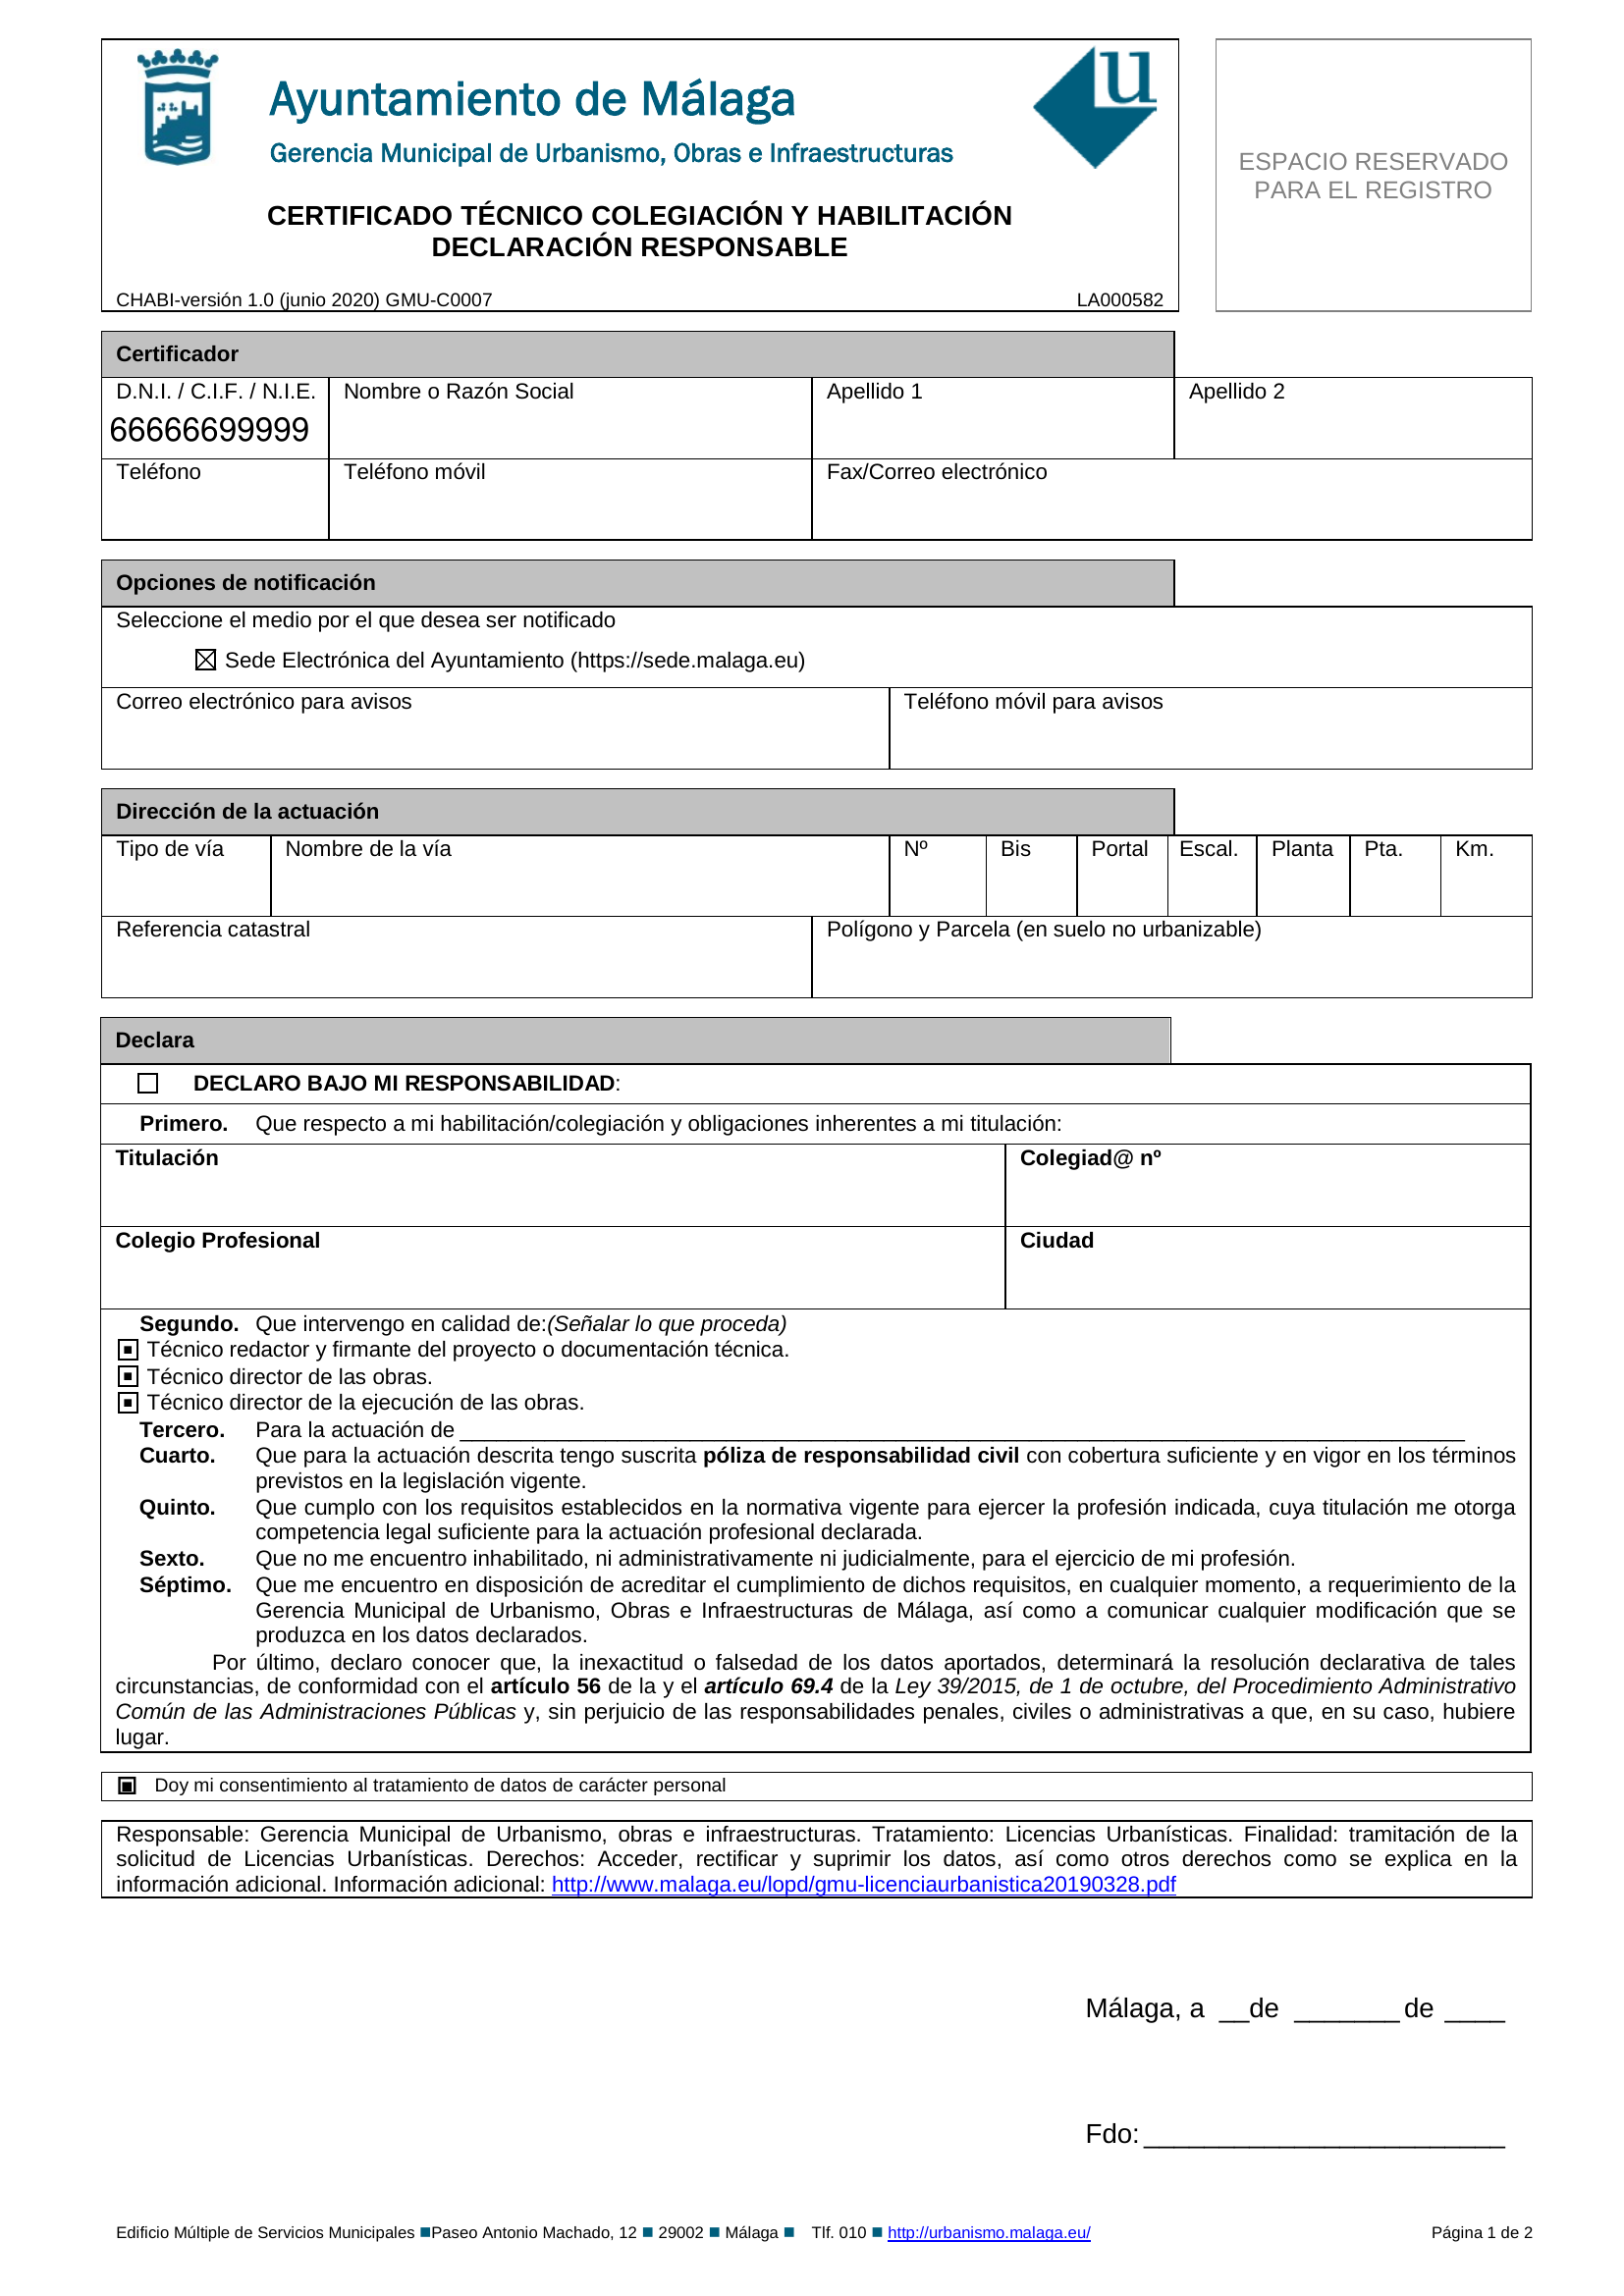 Ayuntamiento de Málaga
Gerencia Municipal de Urbanismo, Obras e Infraestructuras
u
CERTIFICADO TÉCNICO COLEGIACIÓN Y HABILITACIÓN
DECLARACIÓN RESPONSABLE
CHABI-versión 1.0 (junio 2020) GMU-C0007 LA000582
ESPACIO RESERVADO
PARA EL REGISTRO
Certificador
D.N.I. / C.I.F. / N.I.E. Nombre o Razón Social Apellido 1 Apellido 2
66666699999
Teléfono Teléfono móvil Fax/Correo electrónico
Opciones de notificación
Seleccione el medio por el que desea ser notificado
☒ Sede Electrónica del Ayuntamiento (https://sede.malaga.eu)
Correo electrónico para avisos Teléfono móvil para avisos
Dirección de la actuación
Tipo de vía Nombre de la vía Nº Bis Portal Escal. Planta Pta. Km.
Referencia catastral Polígono y Parcela (en suelo no urbanizable)
Declara
☐ DECLARO BAJO MI RESPONSABILIDAD:
Primero. Que respecto a mi habilitación/colegiación y obligaciones inherentes a mi titulación:
Titulación Colegiad@ nº
Colegio Profesional Ciudad
Segundo. Que intervengo en calidad de:(Señalar lo que proceda)
▣ Técnico redactor y firmante del proyecto o documentación técnica.
▣ Técnico director de las obras.
▣ Técnico director de la ejecución de las obras.
Tercero. Para la actuación de ____________________
Cuarto. Que para la actuación descrita tengo suscrita póliza de responsabilidad civil con cobertura suficiente y en vigor en los términos
previstos en la legislación vigente.
Quinto. Que cumplo con los requisitos establecidos en la normativa vigente para ejercer la profesión indicada, cuya titulación me otorga
competencia legal suficiente para la actuación profesional declarada.
Sexto. Que no me encuentro inhabilitado, ni administrativamente ni judicialmente, para el ejercicio de mi profesión.
Séptimo. Que me encuentro en disposición de acreditar el cumplimiento de dichos requisitos, en cualquier momento, a requerimiento de la
Gerencia Municipal de Urbanismo, Obras e Infraestructuras de Málaga, así como a comunicar cualquier modificación que se
produzca en los datos declarados.
Por último, declaro conocer que, la inexactitud o falsedad de los datos aportados, determinará la resolución declarativa de tales
circunstancias, de conformidad con el artículo 56 de la y el artículo 69.4 de la Ley 39/2015, de 1 de octubre, del Procedimiento Administrativo
Común de las Administraciones Públicas y, sin perjuicio de las responsabilidades penales, civiles o administrativas a que, en su caso, hubiere
lugar.
▣ Doy mi consentimiento al tratamiento de datos de carácter personal
Responsable: Gerencia Municipal de Urbanismo, obras e infraestructuras. Tratamiento: Licencias Urbanísticas. Finalidad: tramitación de la
solicitud de Licencias Urbanísticas. Derechos: Acceder, rectificar y suprimir los datos, así como otros derechos como se explica en la
información adicional. Información adicional: http://www.malaga.eu/lopd/gmu-licenciaurbanistica20190328.pdf
Málaga, a __de _______ de ____
Fdo: ________________________
Edificio Múltiple de Servicios Municipales ■Paseo Antonio Machado, 12 ■ 29002 ■ Málaga ■ Tlf. 010 ■ http://urbanismo.malaga.eu/ Página 1 de 2